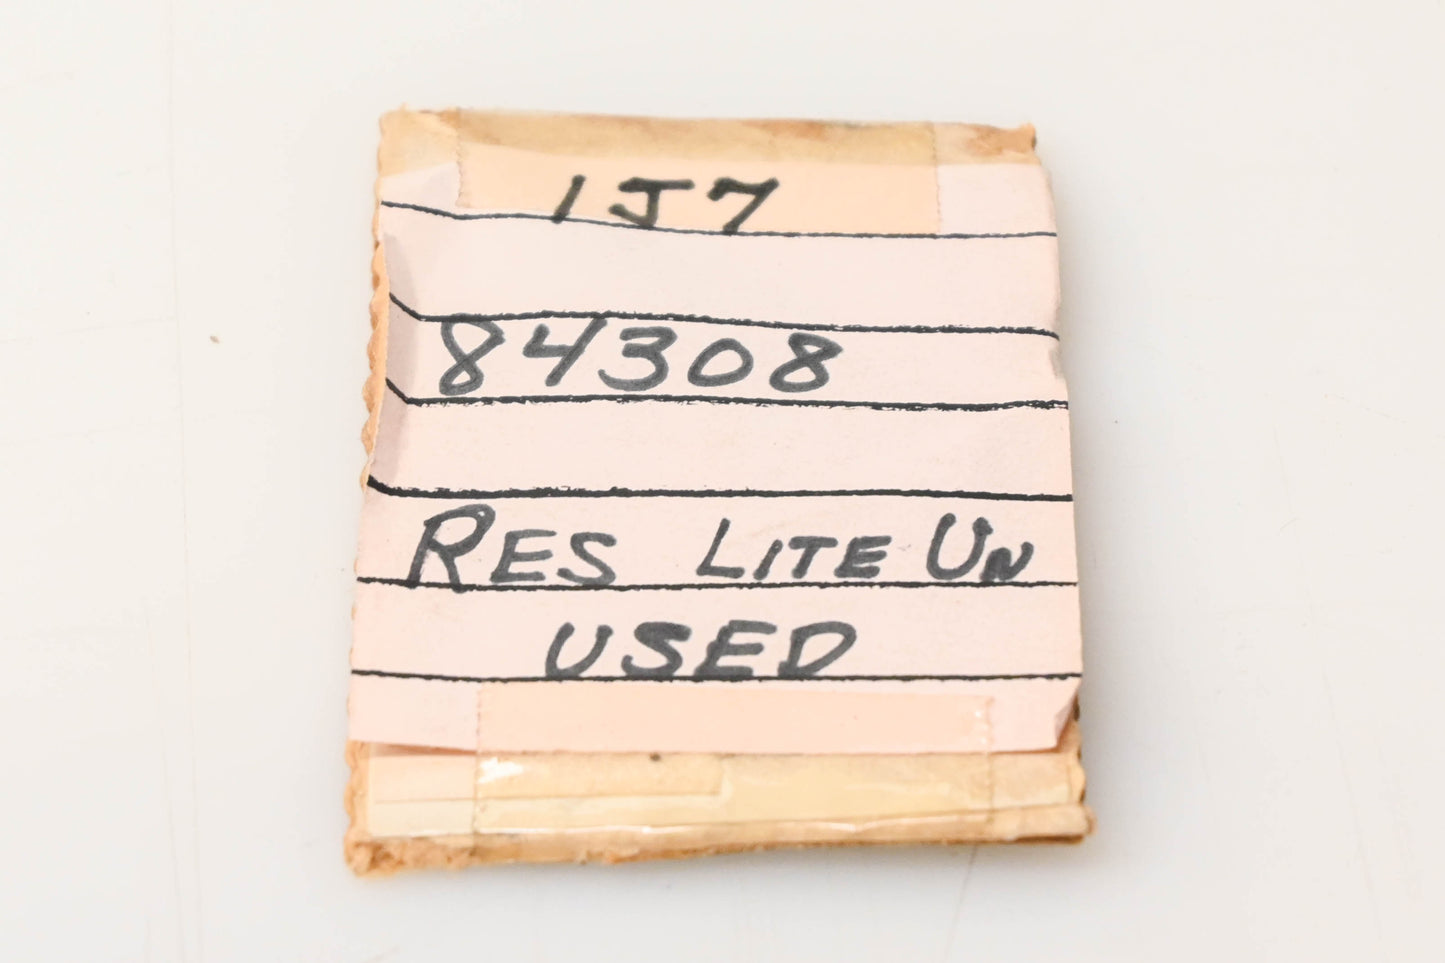 1J7
84308
RES LITE UN
USED